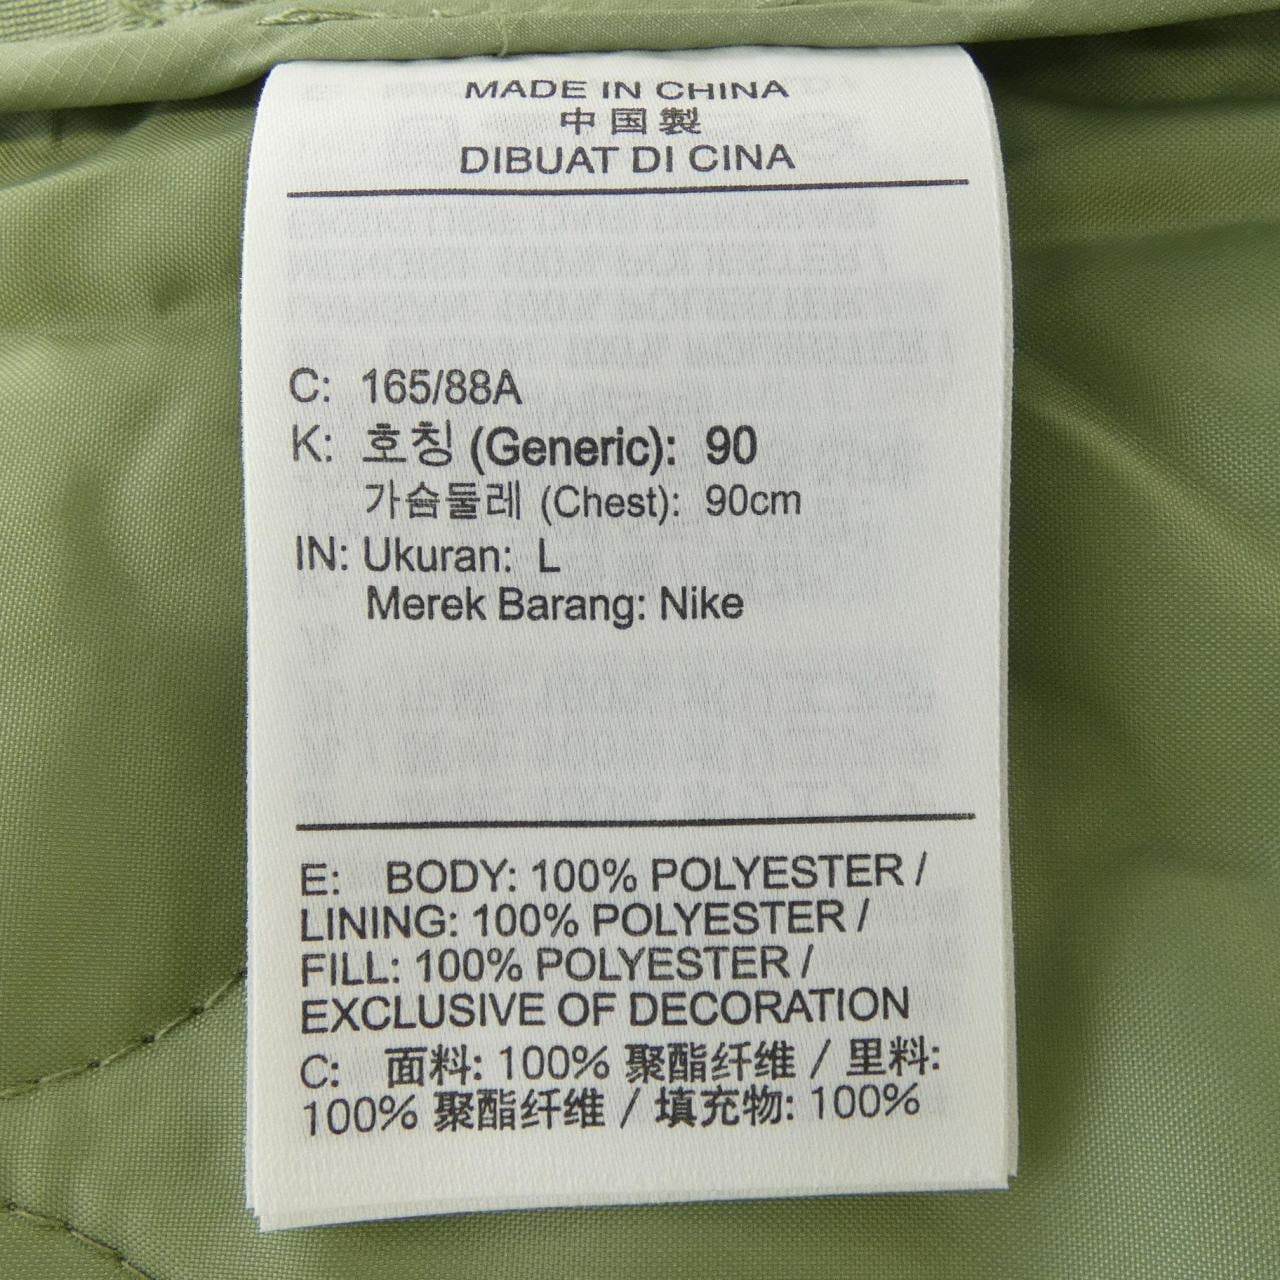 MADE IN CHINA
中国製
DIBUAT DI CINA
C: 165/88A
K: 호칭 (Generic): 90
가슴둘레 (Chest): 90cm
IN: Ukuran: L
Merek Barang: Nike
E: BODY: 100% POLYESTER /
LINING: 100% POLYESTER /
FILL: 100% POLYESTER /
EXCLUSIVE OF DECORATION
C: 面料: 100% 聚酯纤维 / 里料:
100% 聚酯纤维 / 填充物: 100%